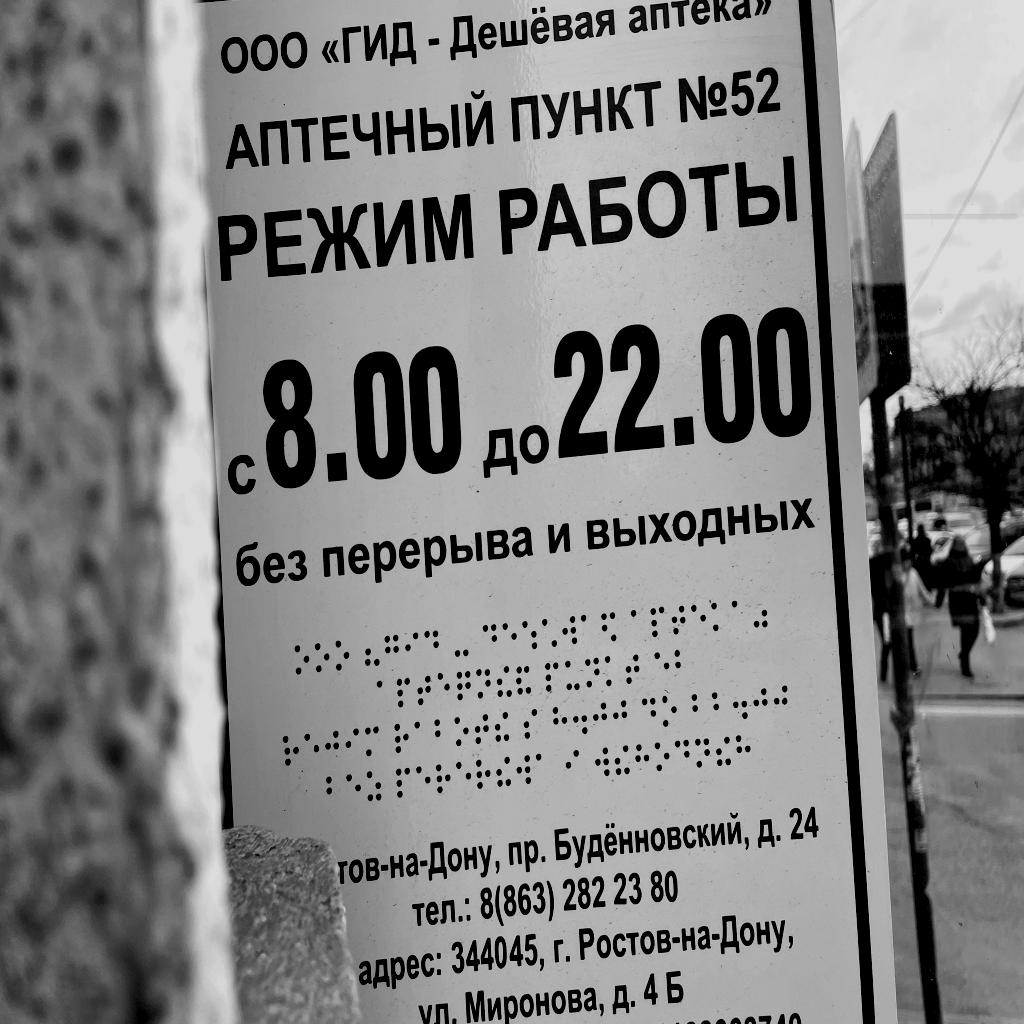 ООО «ГИД - Дешёвая аптека»
АПТЕЧНЫЙ ПУНКТ №52
РЕЖИМ РАБОТЫ
с 8.00 до 22.00
без перерыва и выходных
тов-на-Дону, пр. Будённовский, д. 24
тел.: 8(863) 282 23 80
адрес: 344045, г. Ростов-на-Дону,
ул. Миронова, д. 4 Б